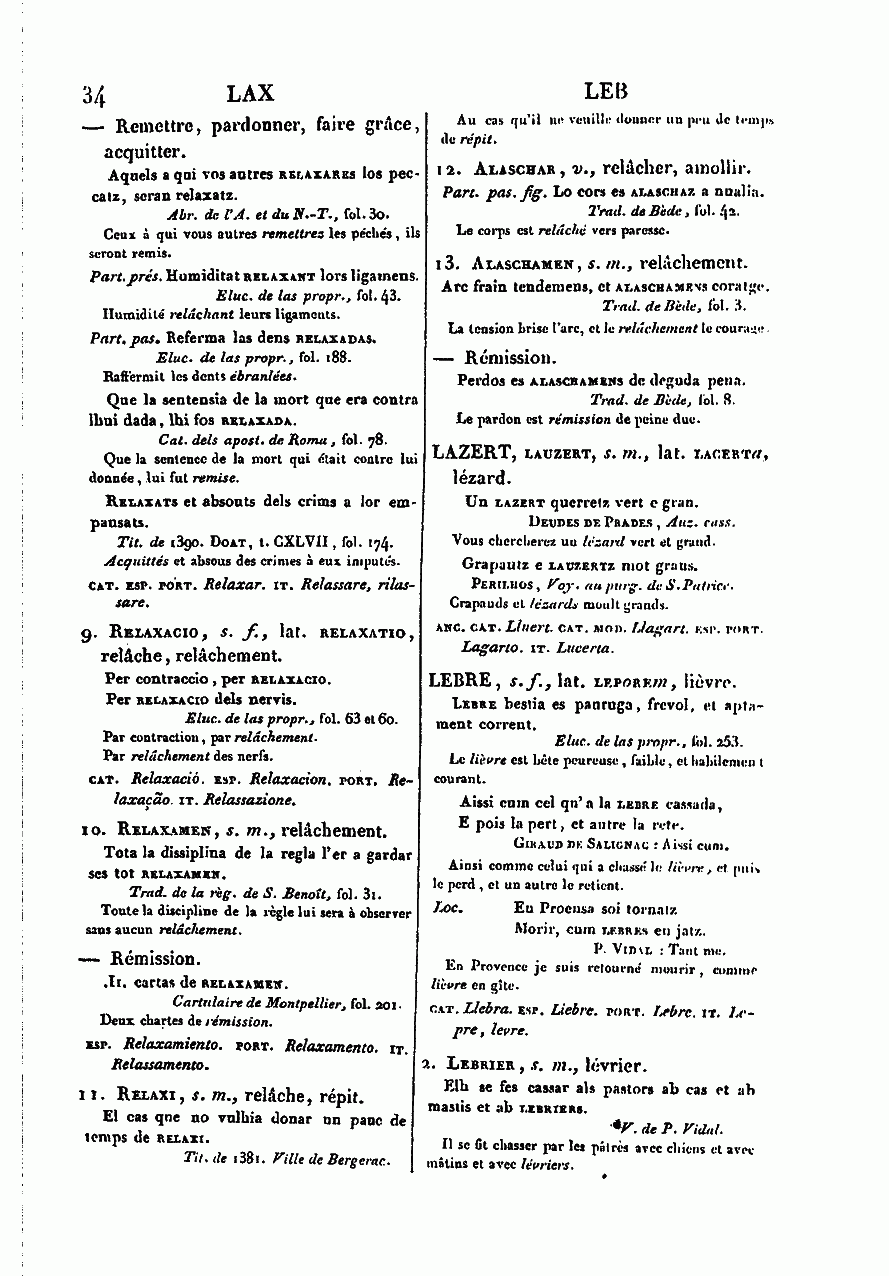 34 LAX LEB
— Remettre, pardonner, faire grâce,
acquitter.
Aquels a qui vos autres RELAXARES los pec-
catz, seran relaxatz.
Abr. de l'A. et du N.-T., fol. 30.
Ceux à qui vous autres remettrez les péchés, ils
seront remis.
Part. prés. Humiditat RELAXANT lors ligamens.
Eluc. de las propr., fol. 43.
Humidité relâchant leurs ligaments.
Part. pas. Referma las dens RELAXADAS.
Eluc. de las propr., fol. 188.
Raffermit les dents ébranlées.
Que la sentensia de la mort que era contra
lhui dada, lhi fos RELAXADA.
Cat. dels apost. de Roma, fol. 78.
Que la sentence de la mort qui était contre lui
donnée, lui fut remise.
RELAXATS et absouts dels crims a lor em-
pausats.
Tit. de 1390. DOAT, t. CXLVII, fol. 174.
Acquittés et absous des crimes à eux imputés.
CAT. ESP. PORT. Relaxar. IT. Relassare, rilas-
sare.
9. RELAXACIO, s. f., lat. RELAXATIO,
relâche, relâchement.
Per contraccio, per RELAXACIO.
Per RELAXACIO dels nervis.
Eluc. de las propr., fol. 63 et 60.
Par contraction, par relâchement.
Par relâchement des nerfs.
CAT. Relaxació. ESP. Relaxacion. PORT. Re-
laxação. IT. Relassazione.
10. RELAXAMEN, s. m., relâchement.
Tota la dissiplina de la regla l'er a gardar
ses tot RELAXAMEN.
Trad. de la règ. de S. Benoît, fol. 31.
Toute la discipline de la règle lui sera à observer
sans aucun relâchement.
— Rémission.
.II. cartas de RELAXAMEN.
Cartulaire de Montpellier, fol. 201.
Deux chartes de rémission.
ESP. Relaxamiento. PORT. Relaxamento. IT.
Relassamento.
11. RELAXI, s. m., relâche, répit.
El cas que no vulhia donar un pauc de
temps de RELAXI.
Tit. de 1381. Ville de Bergerac.
Au cas qu'il ne veuille donner un peu de temps
de répit.
12. ALASCHAR, v., relâcher, amollir.
Part. pas. fig. Lo cors es ALASCHAZ a nualia.
Trad. de Bède, fol. 42.
Le corps est relâché vers paresse.
13. ALASCHAMEN, s. m., relâchement.
Arc frain tendemens, et ALASCHAMENS coratge.
Trad. de Bède, fol. 3.
La tension brise l'arc, et le relâchement le courage.
— Rémission.
Perdos es ALASCHAMENS de deguda pena.
Trad. de Bède, fol. 8.
Le pardon est rémission de peine due.
LAZERT, LAUZERT, s. m., lat. LACERTa,
lézard.
Un LAZERT querretz vert e gran.
DEUDES DE PRADES, Auz. cass.
Vous chercherez un lézard vert et grand.
Grapautz e LAUZERTZ mot grans.
PERILHOS, Voy. au purg. de S. Patrice.
Crapauds et lézards moult grands.
ANC. CAT. Lluert. CAT. MOD. Llagart. ESP. PORT.
Lagarto. IT. Lucerta.
LEBRE, s. f., lat. LEPOREm, lièvre.
LEBRE bestia es pauruga, frevol, et apta-
ment corrent.
Eluc. de las propr., fol. 253.
Le lièvre est bête peureuse, faible, et habilement
courant.
Aissi cum cel qu'a la LEBRE cassada,
E pois la pert, et autre la rete.
GIRAUD DE SALIGNAC : Aissi cum.
Ainsi comme celui qui a chassé le lièvre, et puis
le perd, et un autre le retient.
Loc. En Proensa soi tornatz
Morir, cum LEBRES en jatz.
P. VIDAL : Tant me.
En Provence je suis retourné mourir, comme
lièvre en gîte.
CAT. Llebra. ESP. Liebre. PORT. Lebre. IT. Le-
pre, levre.
2. LEBRIER, s. m., lévrier.
Elh se fes cassar als pastors ab cas et ab
mastis et ab LEBRIERS.
V. de P. Vidal.
Il se fit chasser par les pâtres avec chiens et avec
mâtins et avec lévriers.